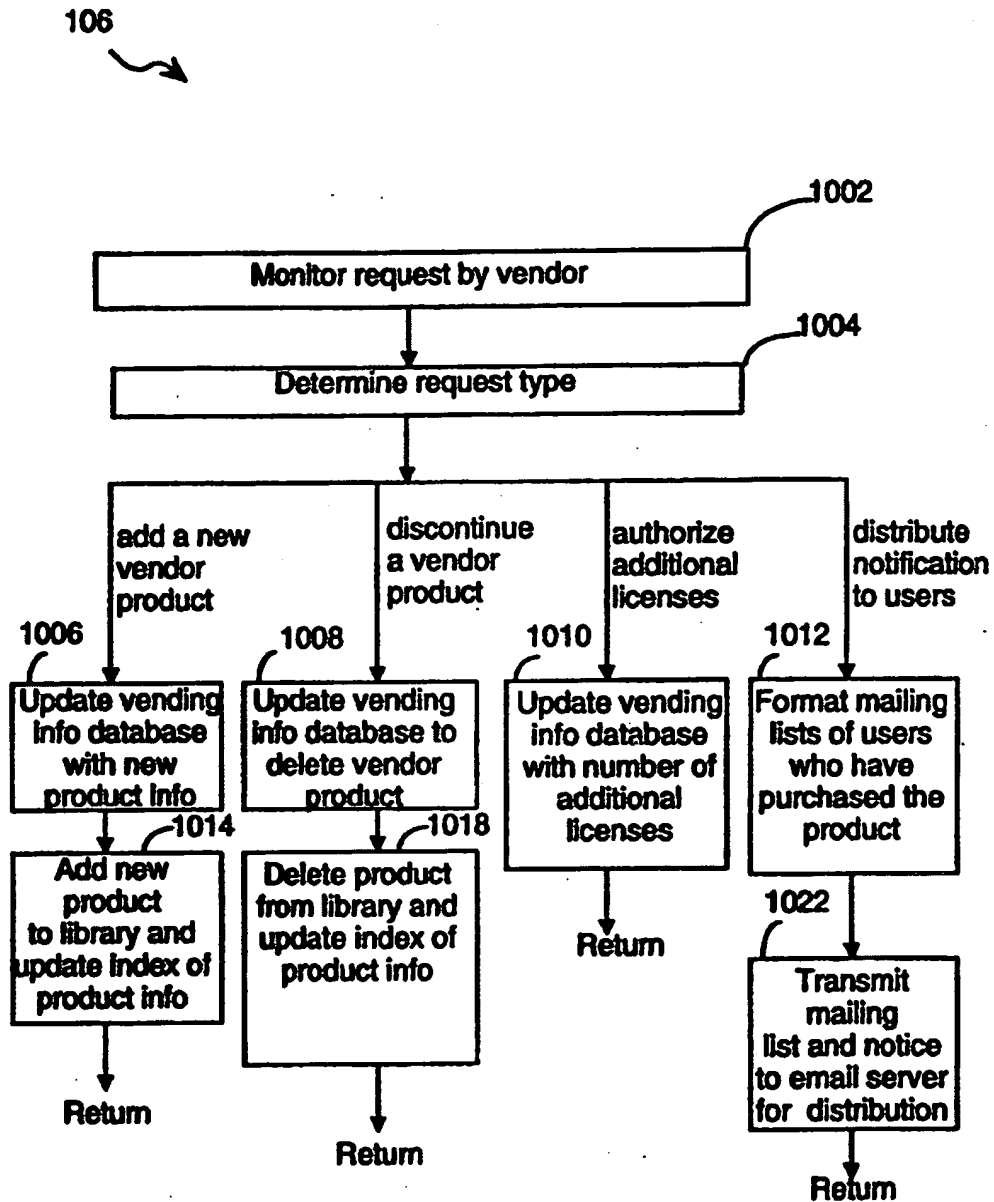 106
1002
Monitor request by vendor
1004
Determine request type
add a new
vendor
product
discontinue
a vendor
product
authorize
additional
licenses
distribute
notification
to users
1006
Update vending
info database
with new
product info
1008
Update vending
info database to
delete vendor
product
1010
Update vending
info database
with number of
additional
licenses
1012
Format mailing
lists of users
who have
purchased the
product
1014
Add new
product
to library and
update index of
product info
Return
1018
Delete product
from library and
update index of
product info
Return
Return
1022
Transmit
mailing
list and notice
to email server
for distribution
Return